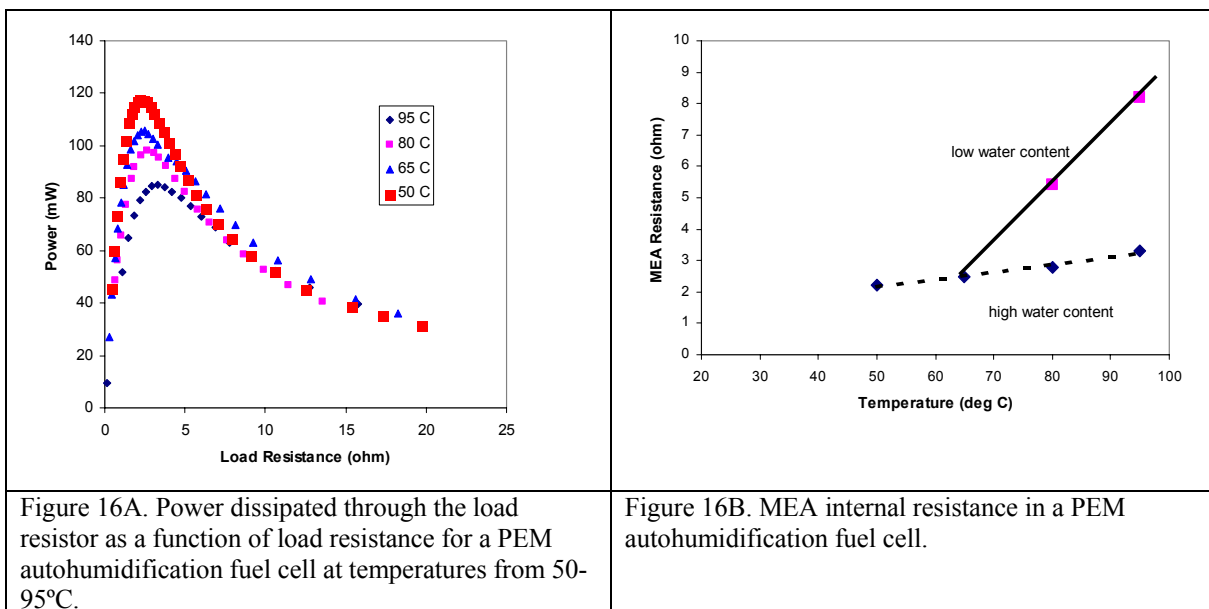 140
120
100
80
60
40
20
0
0 5 10 15 20 25
Power (mW)
Load Resistance (ohm)
95 C
80 C
65 C
50 C
10
9
8
7
6
5
4
3
2
1
0
20 30 40 50 60 70 80 90 100
MEA Resistance (ohm)
Temperature (deg C)
low water content
high water content
Figure 16A. Power dissipated through the load
resistor as a function of load resistance for a PEM
autohumidification fuel cell at temperatures from 50-
95ºC.
Figure 16B. MEA internal resistance in a PEM
autohumidification fuel cell.